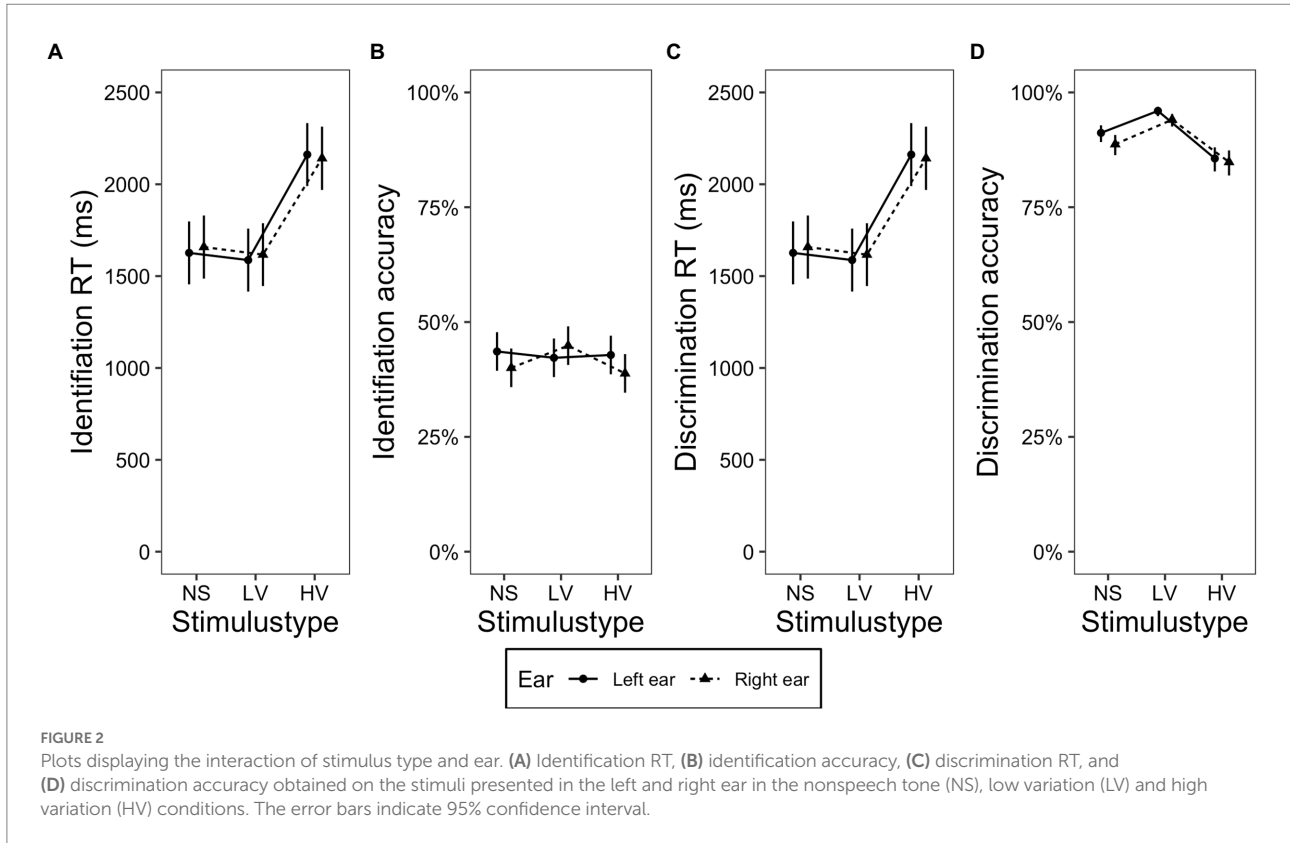 A
B
C
D
Identifiation RT (ms)
2500
2000
1500
1000
500
0
NS LV HV
Stimulustype
Identifiation accuracy
100%
75%
50%
25%
0%
NS LV HV
Stimulustype
Discrimination RT (ms)
2500
2000
1500
1000
500
0
NS LV HV
Stimulustype
Discrimination accuracy
100%
75%
50%
25%
0%
NS LV HV
Stimulustype
Ear Left ear Right ear
FIGURE 2
Plots displaying the interaction of stimulus type and ear. (A) Identification RT, (B) identification accuracy, (C) discrimination RT, and
(D) discrimination accuracy obtained on the stimuli presented in the left and right ear in the nonspeech tone (NS), low variation (LV) and high
variation (HV) conditions. The error bars indicate 95% confidence interval.